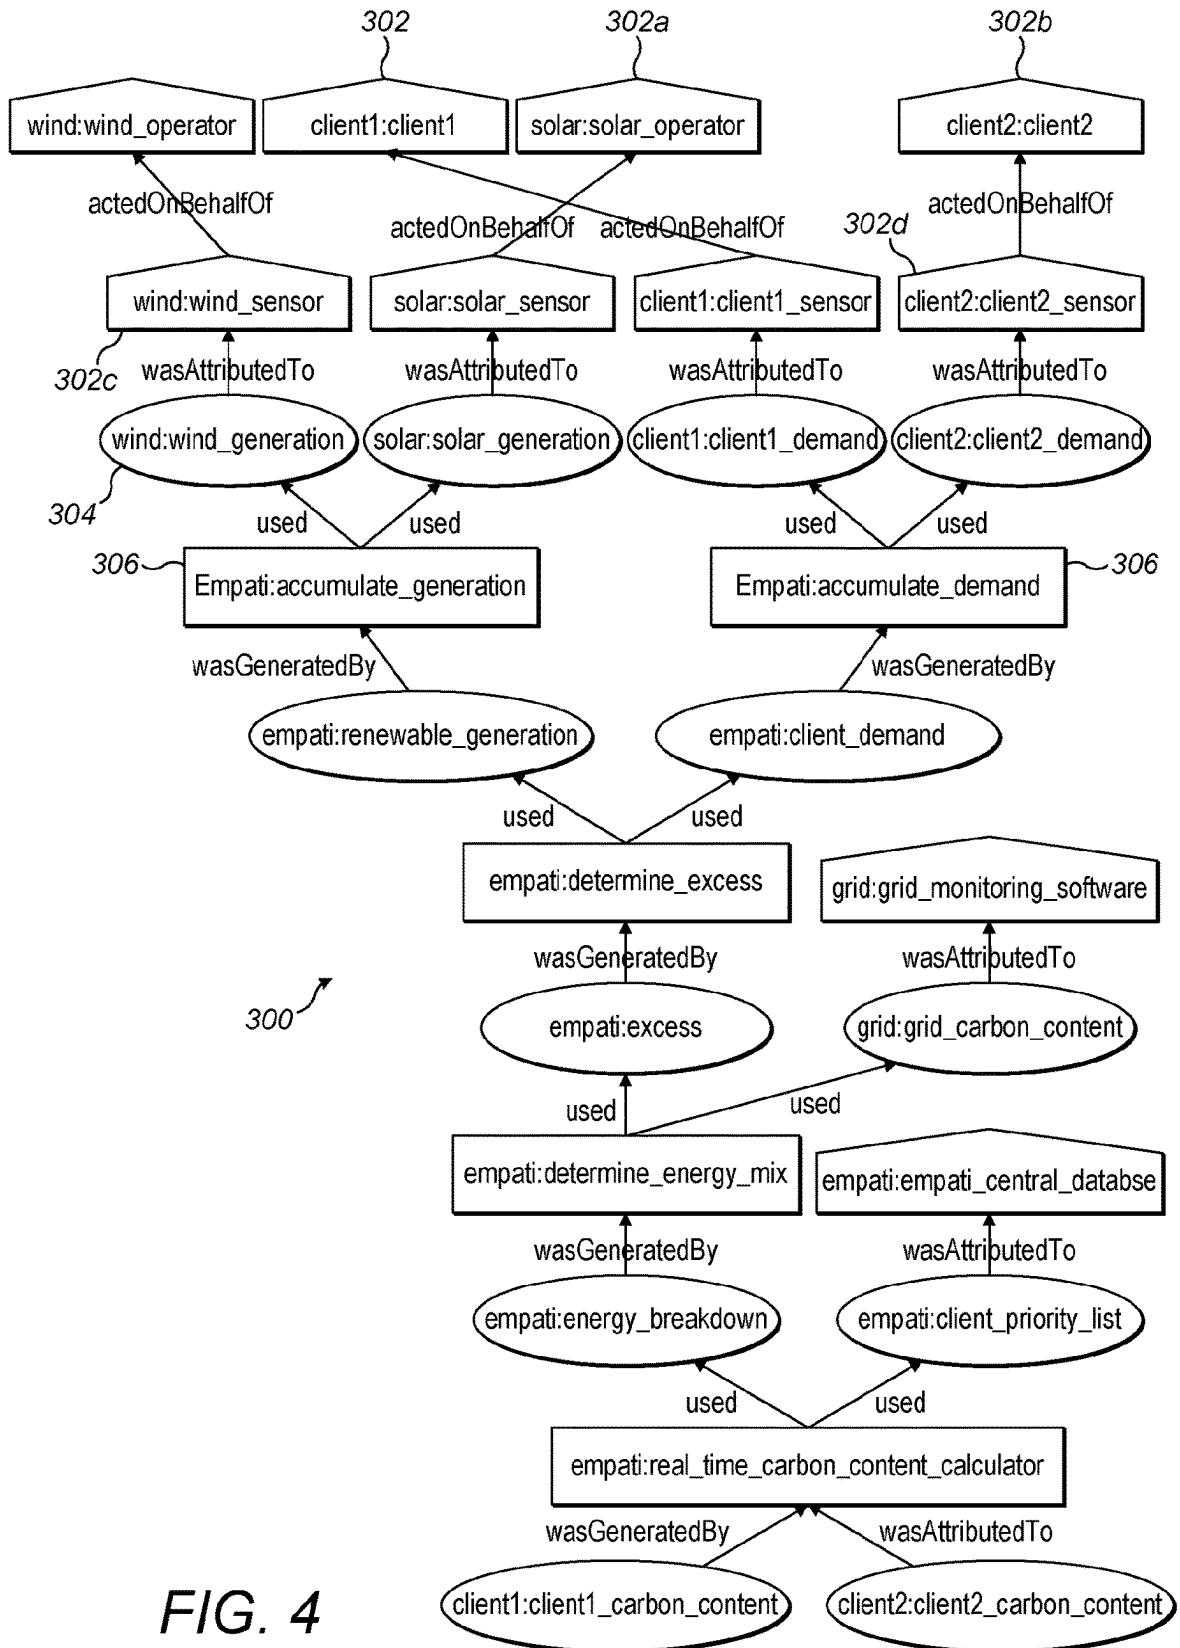 302
302a
302b
wind:wind_operator
client1:client1
solar:solar_operator
client2:client2
actedOnBehalfOf
actedOnBehalfOf
actedOnBehalfOf
actedOnBehalfOf
302d
wind:wind_sensor
solar:solar_sensor
client1:client1_sensor
client2:client2_sensor
302c
wasAttributedTo
wasAttributedTo
wasAttributedTo
wasAttributedTo
wind:wind_generation
solar:solar_generation
client1:client1_demand
client2:client2_demand
304
used
used
used
used
306
Empati:accumulate_generation
Empati:accumulate_demand
306
wasGeneratedBy
wasGeneratedBy
empati:renewable_generation
empati:client_demand
used
used
empati:determine_excess
grid:grid_monitoring_software
wasGeneratedBy
wasAttributedTo
300
empati:excess
grid:grid_carbon_content
used
used
empati:determine_energy_mix
empati:empati_central_databse
wasGeneratedBy
wasAttributedTo
empati:energy_breakdown
empati:client_priority_list
used
used
empati:real_time_carbon_content_calculator
wasGeneratedBy
wasAttributedTo
client1:client1_carbon_content
client2:client2_carbon_content
FIG. 4